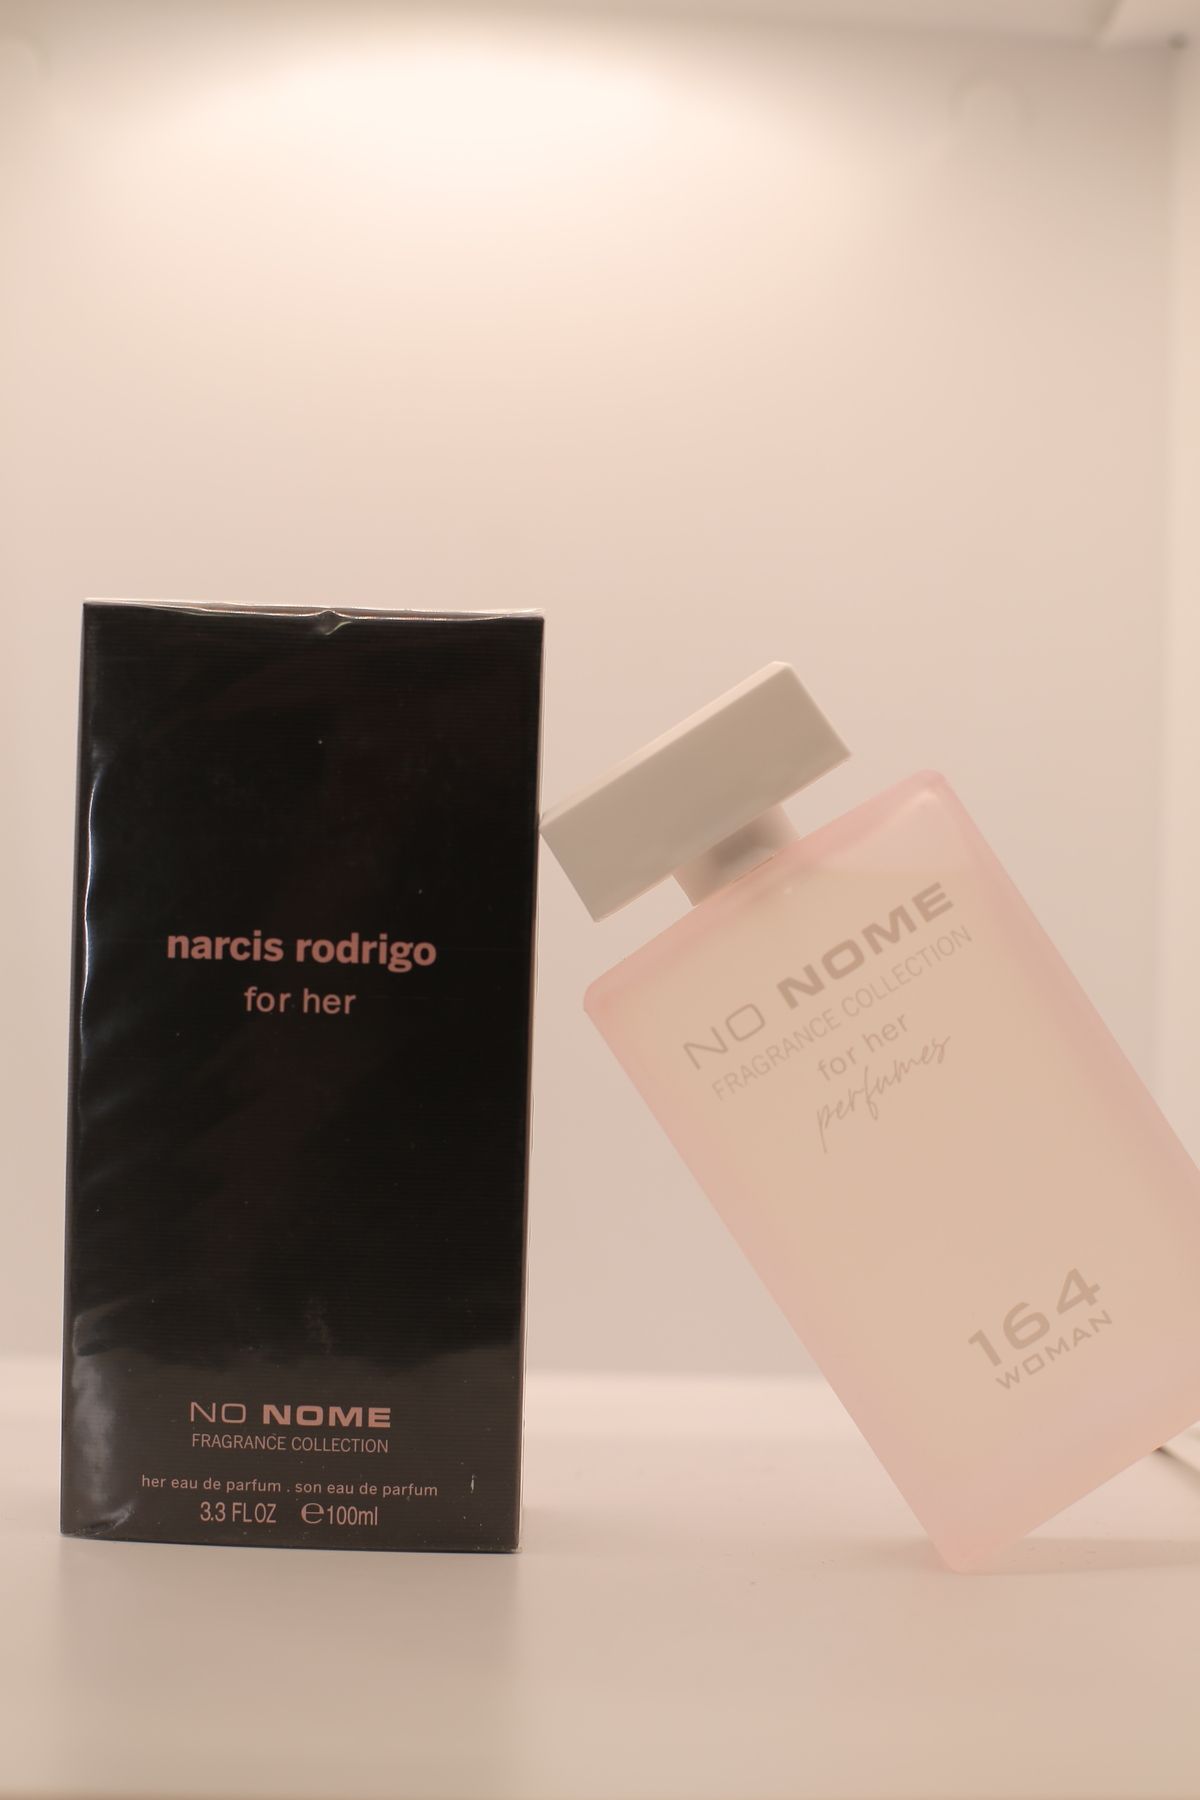 narcis rodrigo
for her
NO NOME
FRAGRANCE COLLECTION
her eau de parfum . son eau de parfum
3.3 FL OZ ℮100ml
NO NOME
FRAGRANCE COLLECTION
for her
perfumes
164
WOMAN